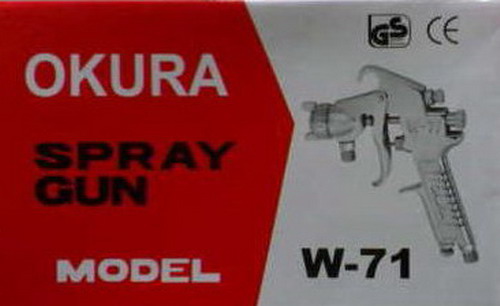 OKURA
SPRAY
GUN
MODEL
W-71
GS
CE